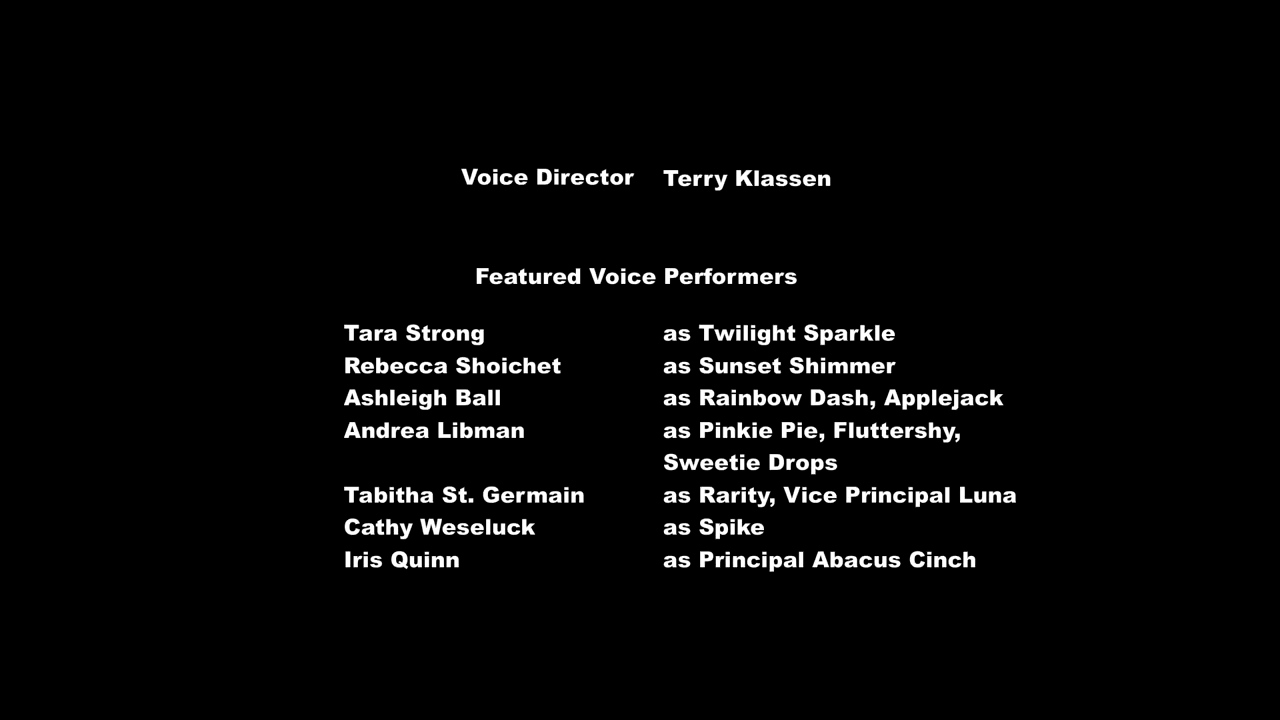 Voice Director Terry Klassen
Featured Voice Performers
Tara Strong as Twilight Sparkle
Rebecca Shoichet as Sunset Shimmer
Ashleigh Ball as Rainbow Dash, Applejack
Andrea Libman as Pinkie Pie, Fluttershy,
Sweetie Drops
Tabitha St. Germain as Rarity, Vice Principal Luna
Cathy Weseluck as Spike
Iris Quinn as Principal Abacus Cinch